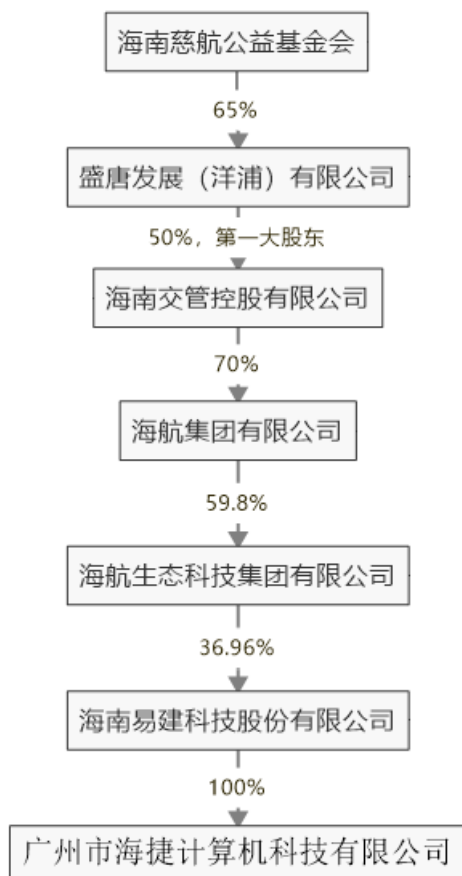 海南慈航公益基金会
65%
盛唐发展（洋浦）有限公司
50%，第一大股东
海南交管控股有限公司
70%
海航集团有限公司
59.8%
海航生态科技集团有限公司
36.96%
海南易建科技股份有限公司
100%
广州市海捷计算机科技有限公司